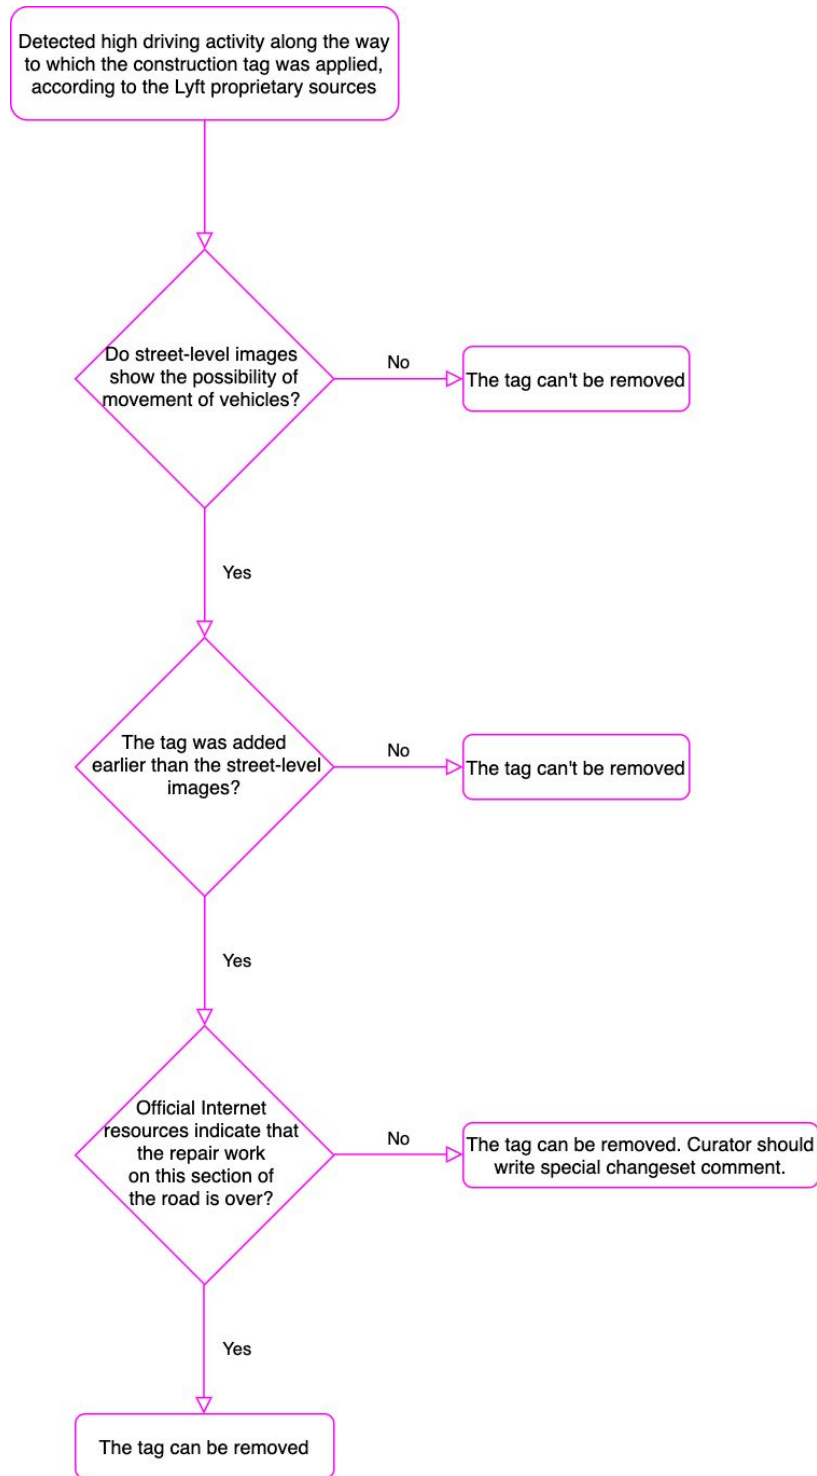 Detected high driving activity along the way
to which the construction tag was applied,
according to the Lyft proprietary sources
Do street-level images
show the possibility of
movement of vehicles?
No
The tag can't be removed
Yes
The tag was added
earlier than the street-level
images?
No
The tag can't be removed
Yes
Official Internet
resources indicate that
the repair work
on this section of
the road is over?
No
The tag can be removed. Curator should
write special changeset comment.
Yes
The tag can be removed